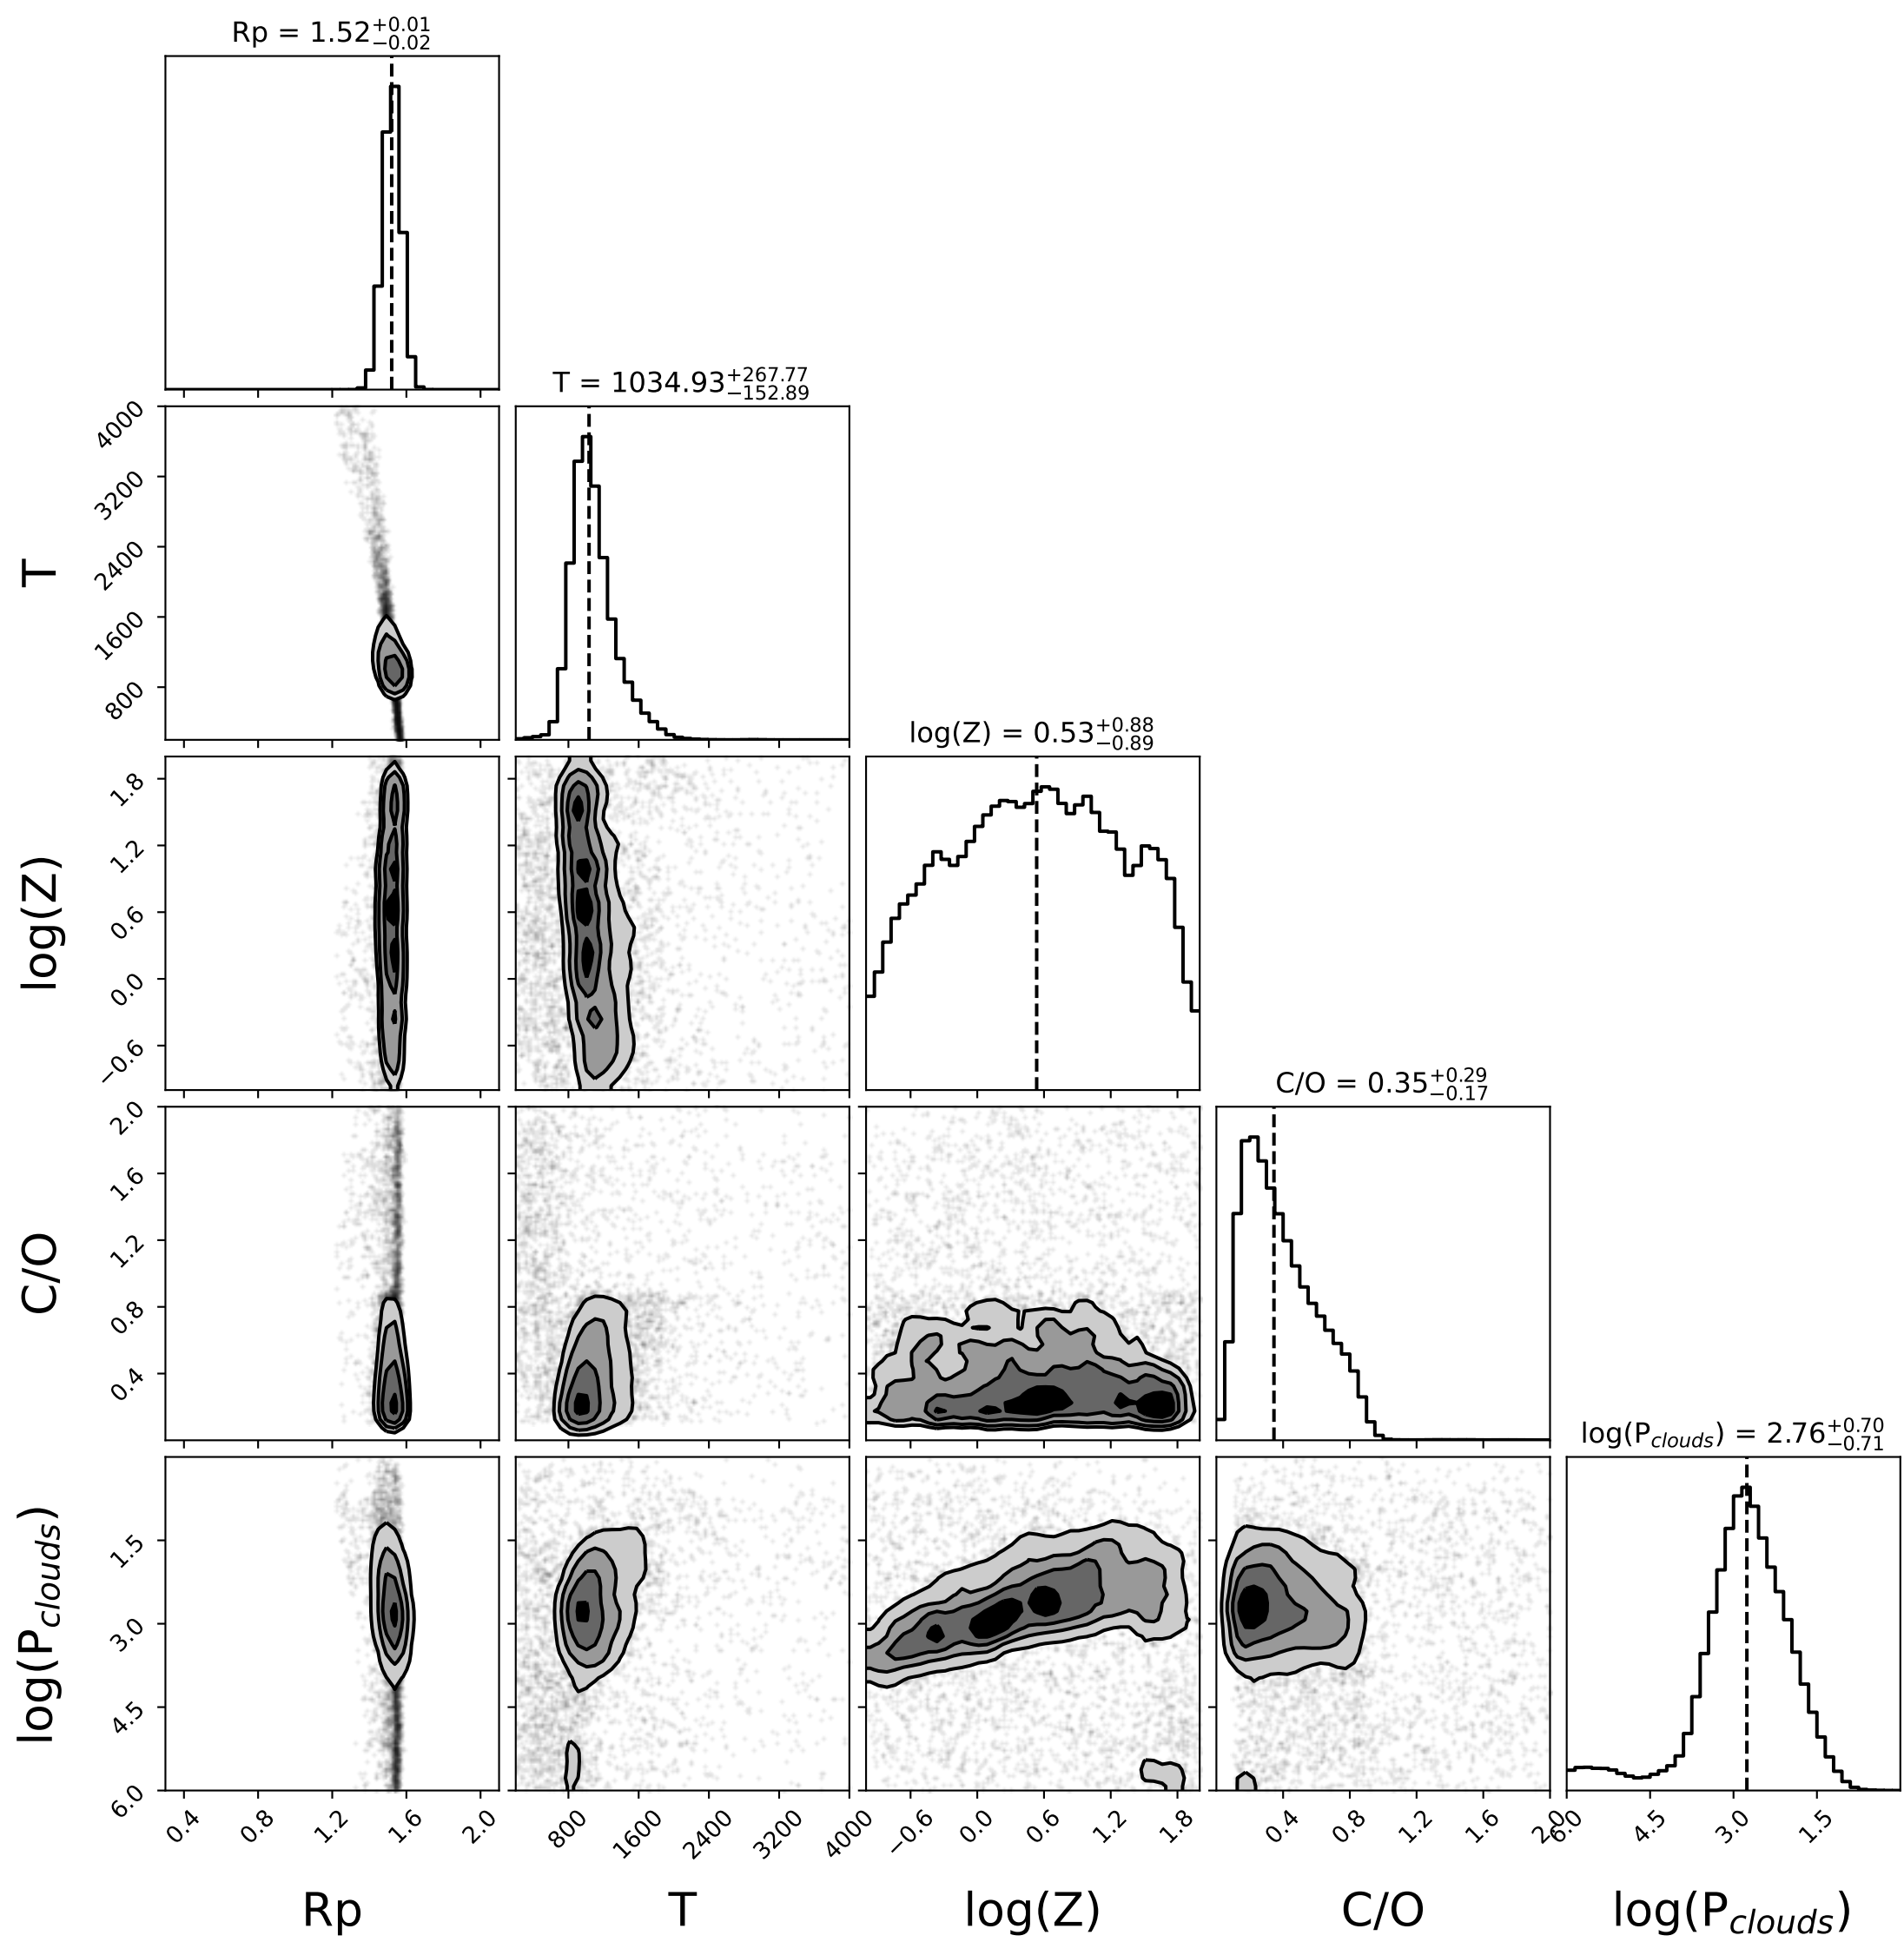 Rp = 1.52+0.01−0.02
T = 1034.93+267.77−152.89
4000
3200
2400
1600
800
T
log(Z) = 0.53+0.88−0.89
1.8
1.2
0.6
0.0
−0.6
log(Z)
C/O = 0.35+0.29−0.17
2.0
1.6
1.2
0.8
0.4
C/O
log(Pclouds) = 2.76+0.70−0.71
1.5
3.0
4.5
6.0
log(Pclouds)
0.4 0.8 1.2 1.6 2.0 800 1600 2400 3200 4000 −0.6 0.0 0.6 1.2 1.8 0.4 0.8 1.2 1.6 2.0 6.0 4.5 3.0 1.5
Rp T log(Z) C/O log(Pclouds)